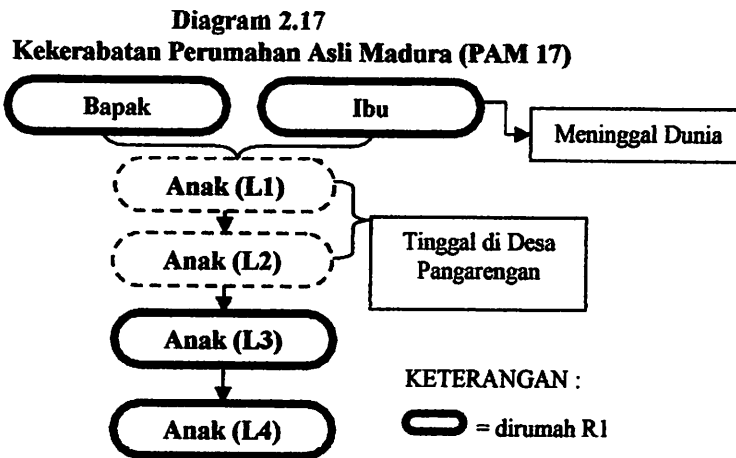 Diagram 2.17
Kekerabatan Perumahan Asli Madura (PAM 17)
Bapak
Ibu
Meninggal Dunia
Anak (L1)
Anak (L2)
Tinggal di Desa
Pangarengan
Anak (L3)
Anak (L4)
KETERANGAN :
= dirumah R1